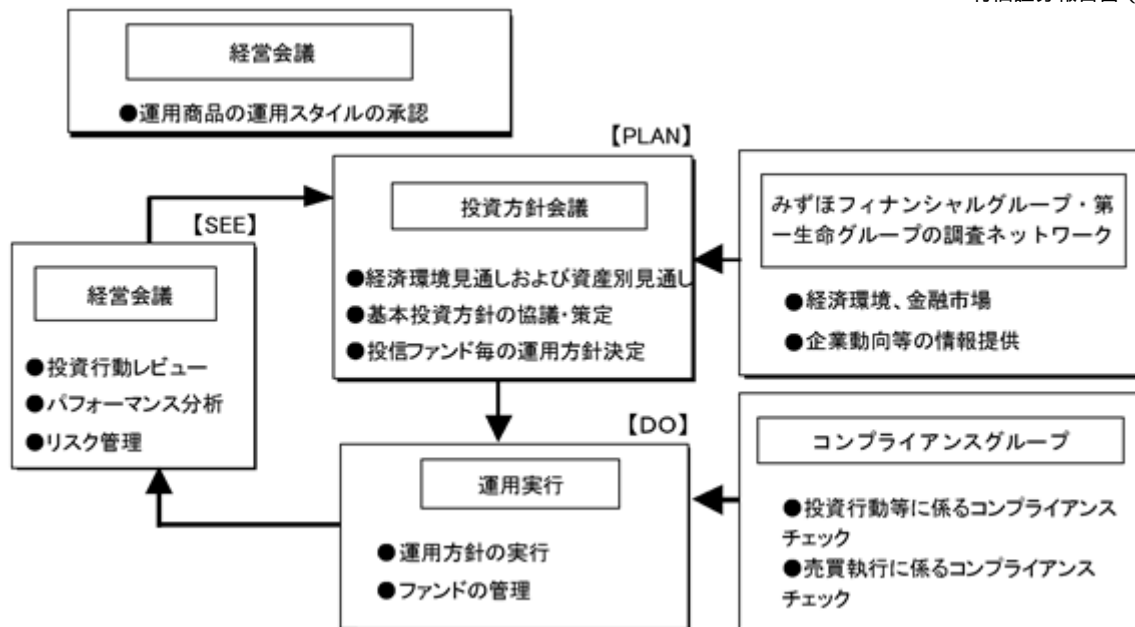 経営会議
●運用商品の運用スタイルの承認
【PLAN】
投資方針会議
●経済環境見通しおよび資産別見通し
●基本投資方針の協議・策定
●投信ファンド毎の運用方針決定
みずほフィナンシャルグループ・第
一生命グループの調査ネットワーク
●経済環境、金融市場
●企業動向等の情報提供
【SEE】
経営会議
●投資行動レビュー
●パフォーマンス分析
●リスク管理
【DO】
運用実行
●運用方針の実行
●ファンドの管理
コンプライアンスグループ
●投資行動等に係るコンプライアンス
チェック
●売買執行に係るコンプライアンス
チェック